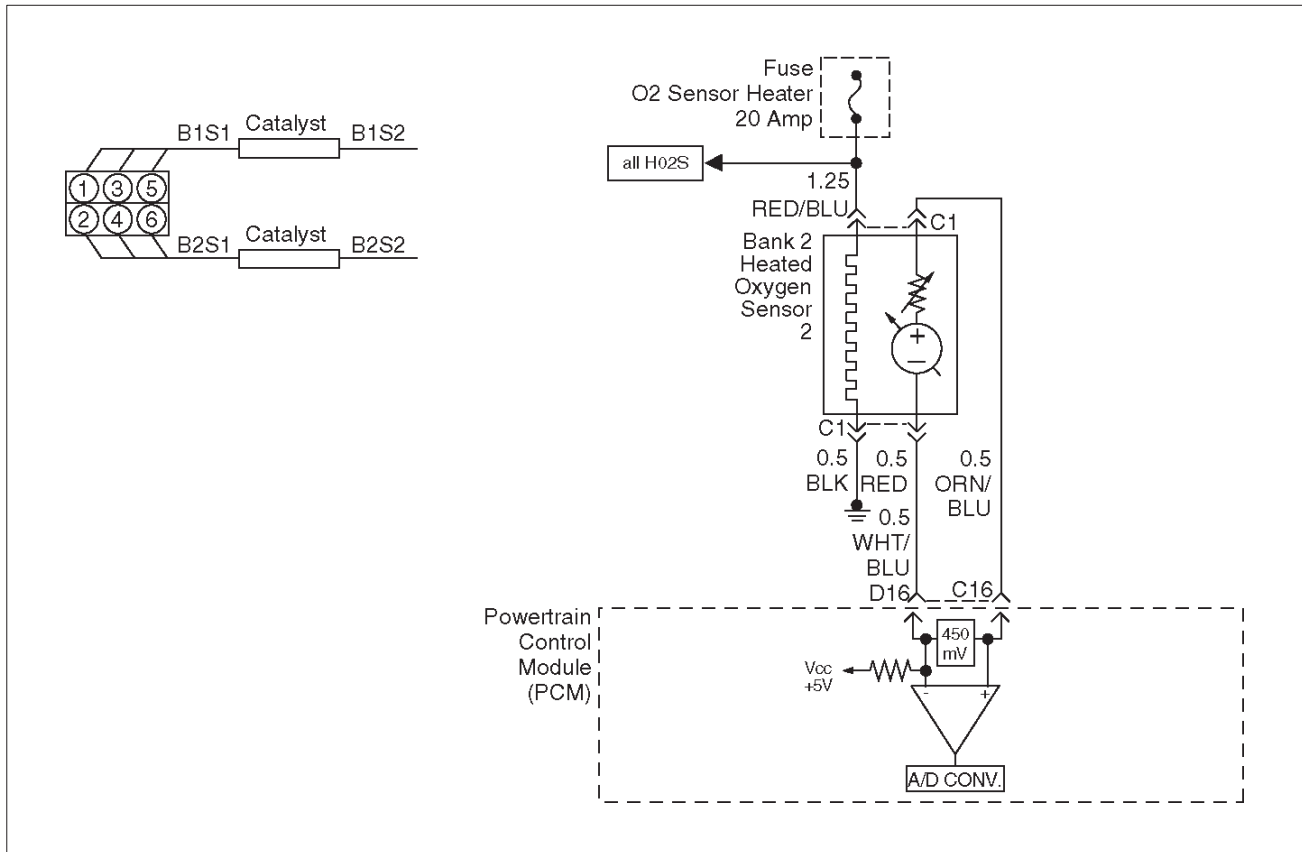 Fuse
O2 Sensor Heater
20 Amp
B1S1 Catalyst B1S2
all H02S
1.25
RED/BLU
C1
1 3 5
2 4 6
B2S1 Catalyst B2S2
Bank 2
Heated
Oxygen
Sensor
2
+
−
C1
0.5 0.5 0.5
BLK RED ORN/
BLU
0.5
WHT/
BLU
D16 C16
Powertrain
Control
Module
(PCM)
450
mV
Vcc
+5V
- +
A/D CONV.